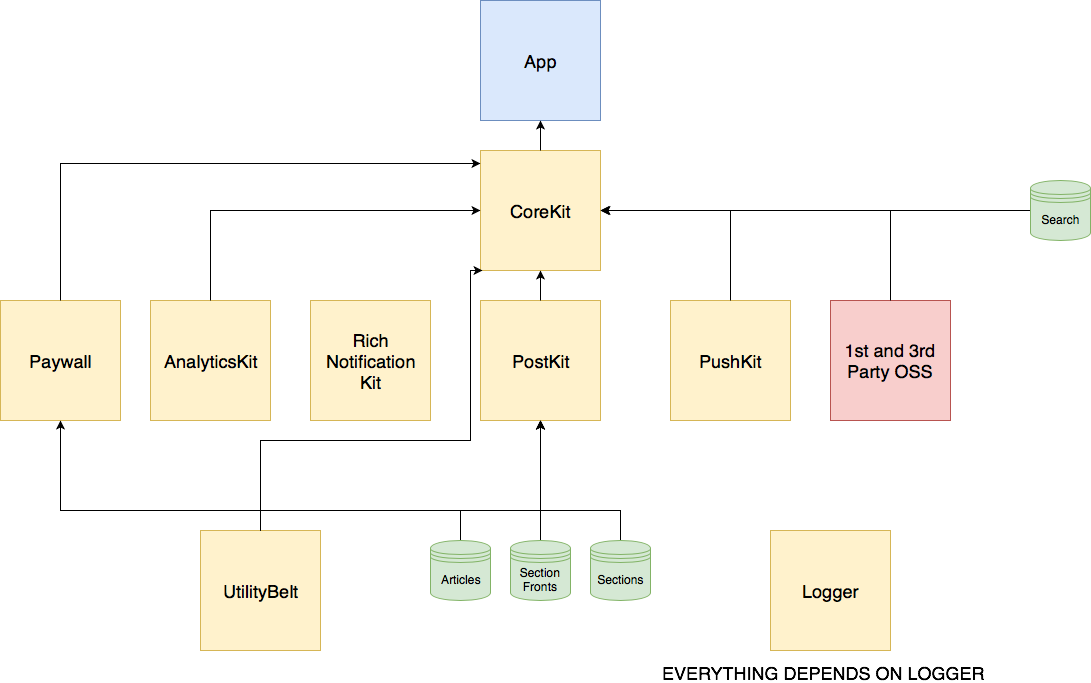 App
CoreKit
Search
Paywall
AnalyticsKit
Rich
Notification
Kit
PostKit
PushKit
1st and 3rd
Party OSS
UtilityBelt
Articles
Section
Fronts
Sections
Logger
EVERYTHING DEPENDS ON LOGGER